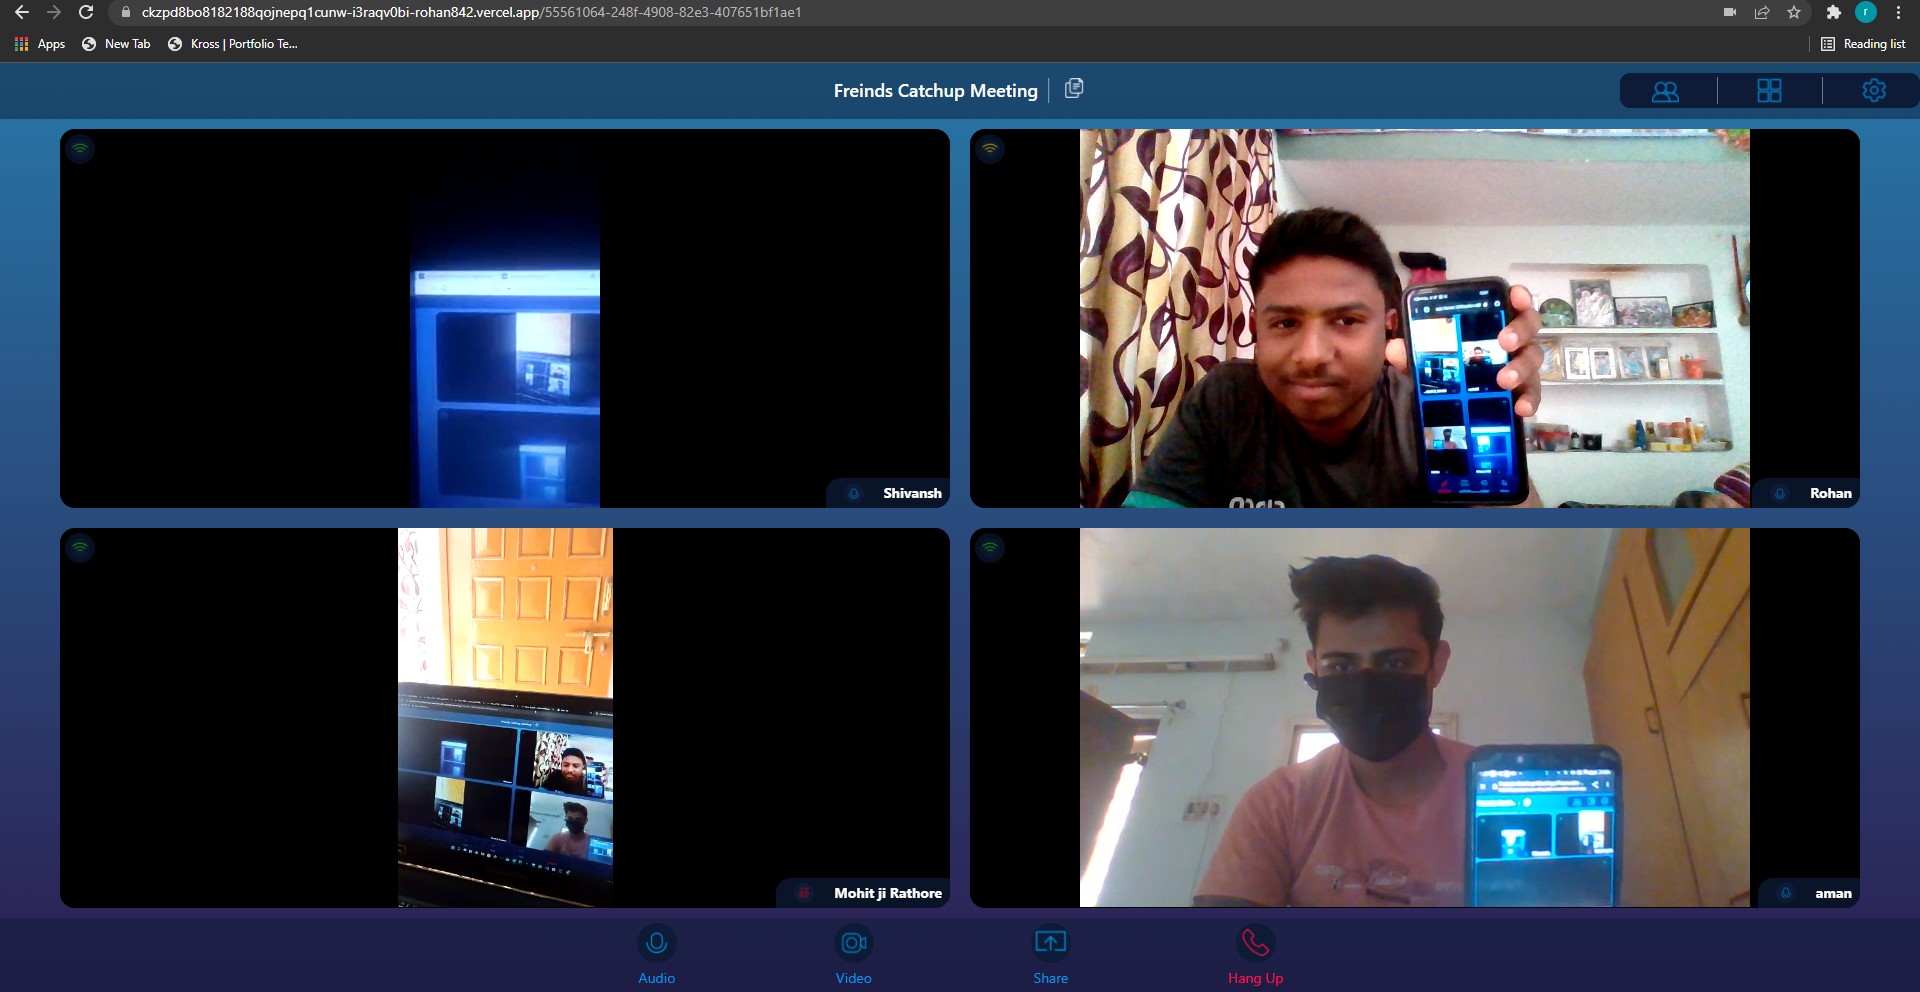 ckzpd8bo8182188qojnepq1cunw-i3raqv0bi-rohan842.vercel.app/55561064-248f-4908-82e3-407651bf1ae1
Apps New Tab Kross | Portfolio Te...
Reading list
r
Freinds Catchup Meeting
Shivansh
Rohan
Mohit ji Rathore
aman
Audio
Video
Share
Hang Up